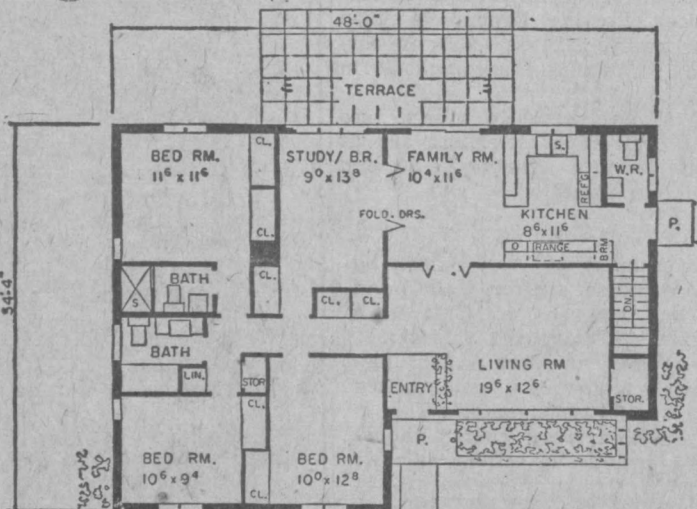 48'-0"
TERRACE
CL.
BED RM.
11⁶ x 11⁶
STUDY/ B.R.
9⁰ x 13⁸
FAMILY RM.
10⁴ x 11⁶
S.
W.R.
REFG
CL.
FOLD. DRS.
KITCHEN
8⁶ x 11⁶
P.
O
RANGE
BRM
34'-4"
S
BATH
CL.
CL.
CL.
DN.
BATH
LIN.
STOR
ENTRY
LIVING RM
19⁶ x 12⁶
STOR.
CL.
P.
BED RM.
10⁶ x 9⁴
CL.
BED RM.
10⁰ x 12⁸